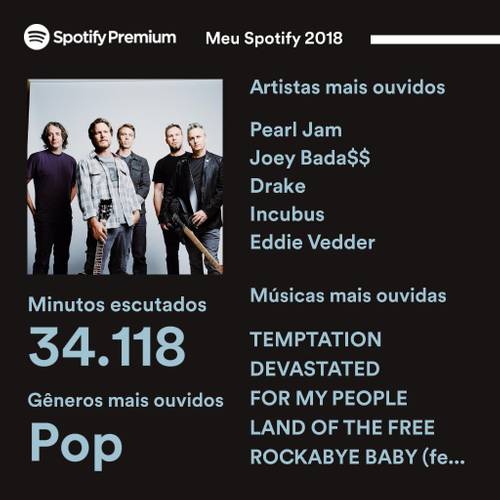 Spotify Premium
Meu Spotify 2018
Artistas mais ouvidos
Pearl Jam
Joey Bada$$
Drake
Incubus
Eddie Vedder
Minutos escutados
34.118
Gêneros mais ouvidos
Pop
Músicas mais ouvidas
TEMPTATION
DEVASTATED
FOR MY PEOPLE
LAND OF THE FREE
ROCKABYE BABY (fe...